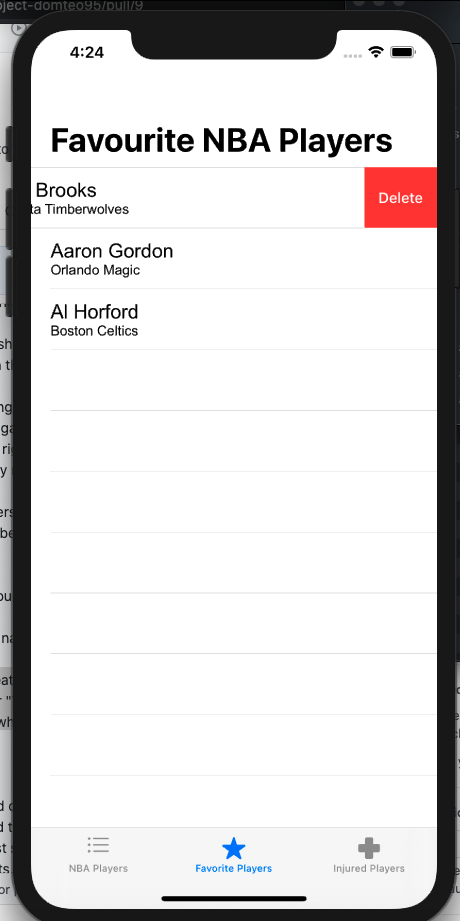 oject-domteo95/pull/9
4:24
Favourite NBA Players
Brooks
ta Timberwolves
Delete
Aaron Gordon
Orlando Magic
Al Horford
Boston Celtics
NBA Players
Favorite Players
Injured Players